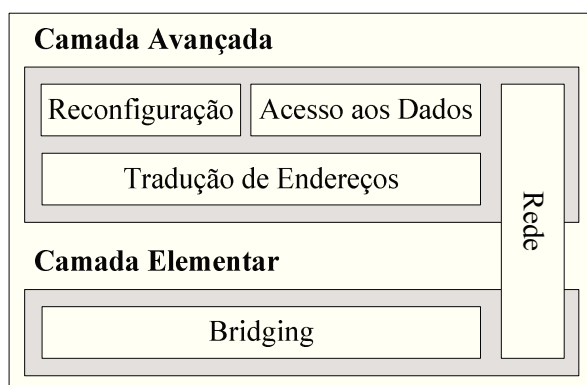 Camada Avançada
Reconfiguração
Acesso aos Dados
Tradução de Endereços
Rede
Camada Elementar
Bridging